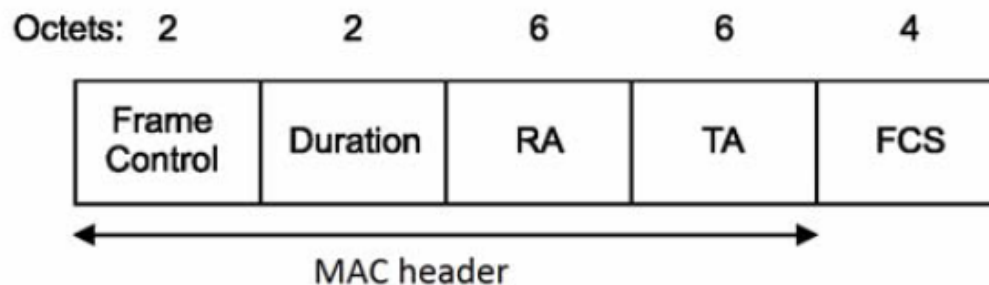 Octets: 2 2 6 6 4
Frame Control Duration RA TA FCS
MAC header